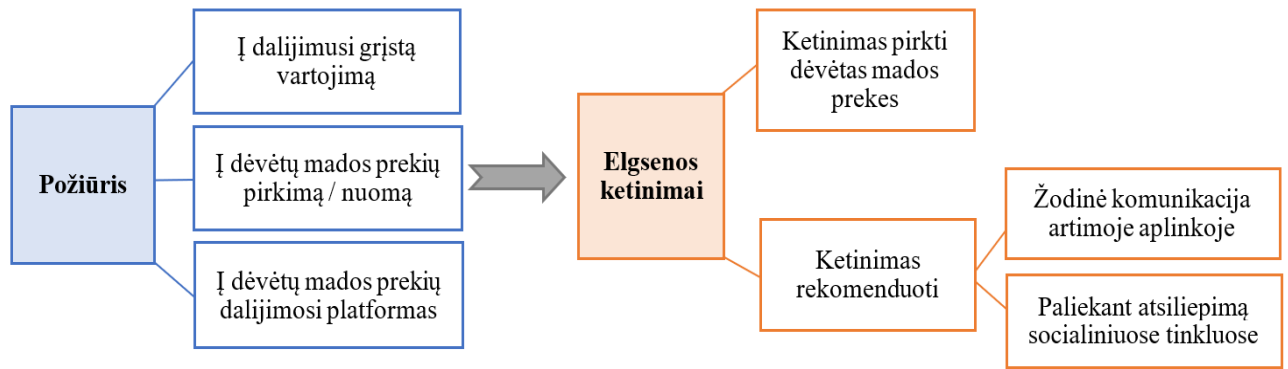 Požiūris
Į dalijimusi grįstą
vartojimą
Į dėvėtų mados prekių
pirkimą / nuomą
Į dėvėtų mados prekių
dalijimosi platformas
Elgsenos
ketinimai
Ketinimas pirkti
dėvėtas mados
prekes
Ketinimas
rekomenduoti
Žodinė komunikacija
artimoje aplinkoje
Paliekant atsiliepimą
socialiniuose tinkluose